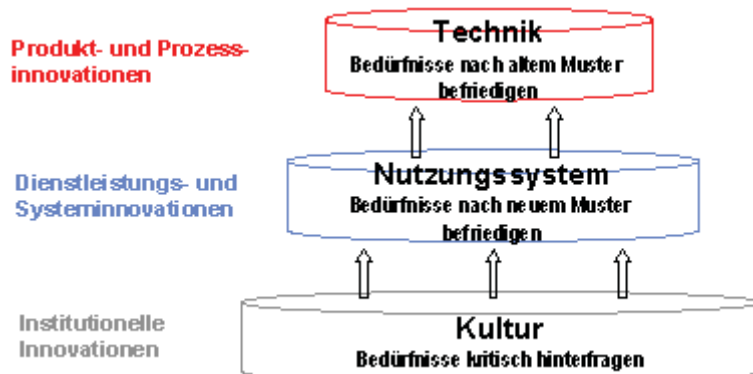 Technik
Produkt- und Prozess-
innovationen
Bedürfnisse nach altem Muster
befriedigen
Nutzungssystem
Dienstleistungs- und
Systeminnovationen
Bedürfnisse nach neuem Muster
befriedigen
Kultur
Institutionelle
Innovationen
Bedürfnisse kritisch hinterfragen